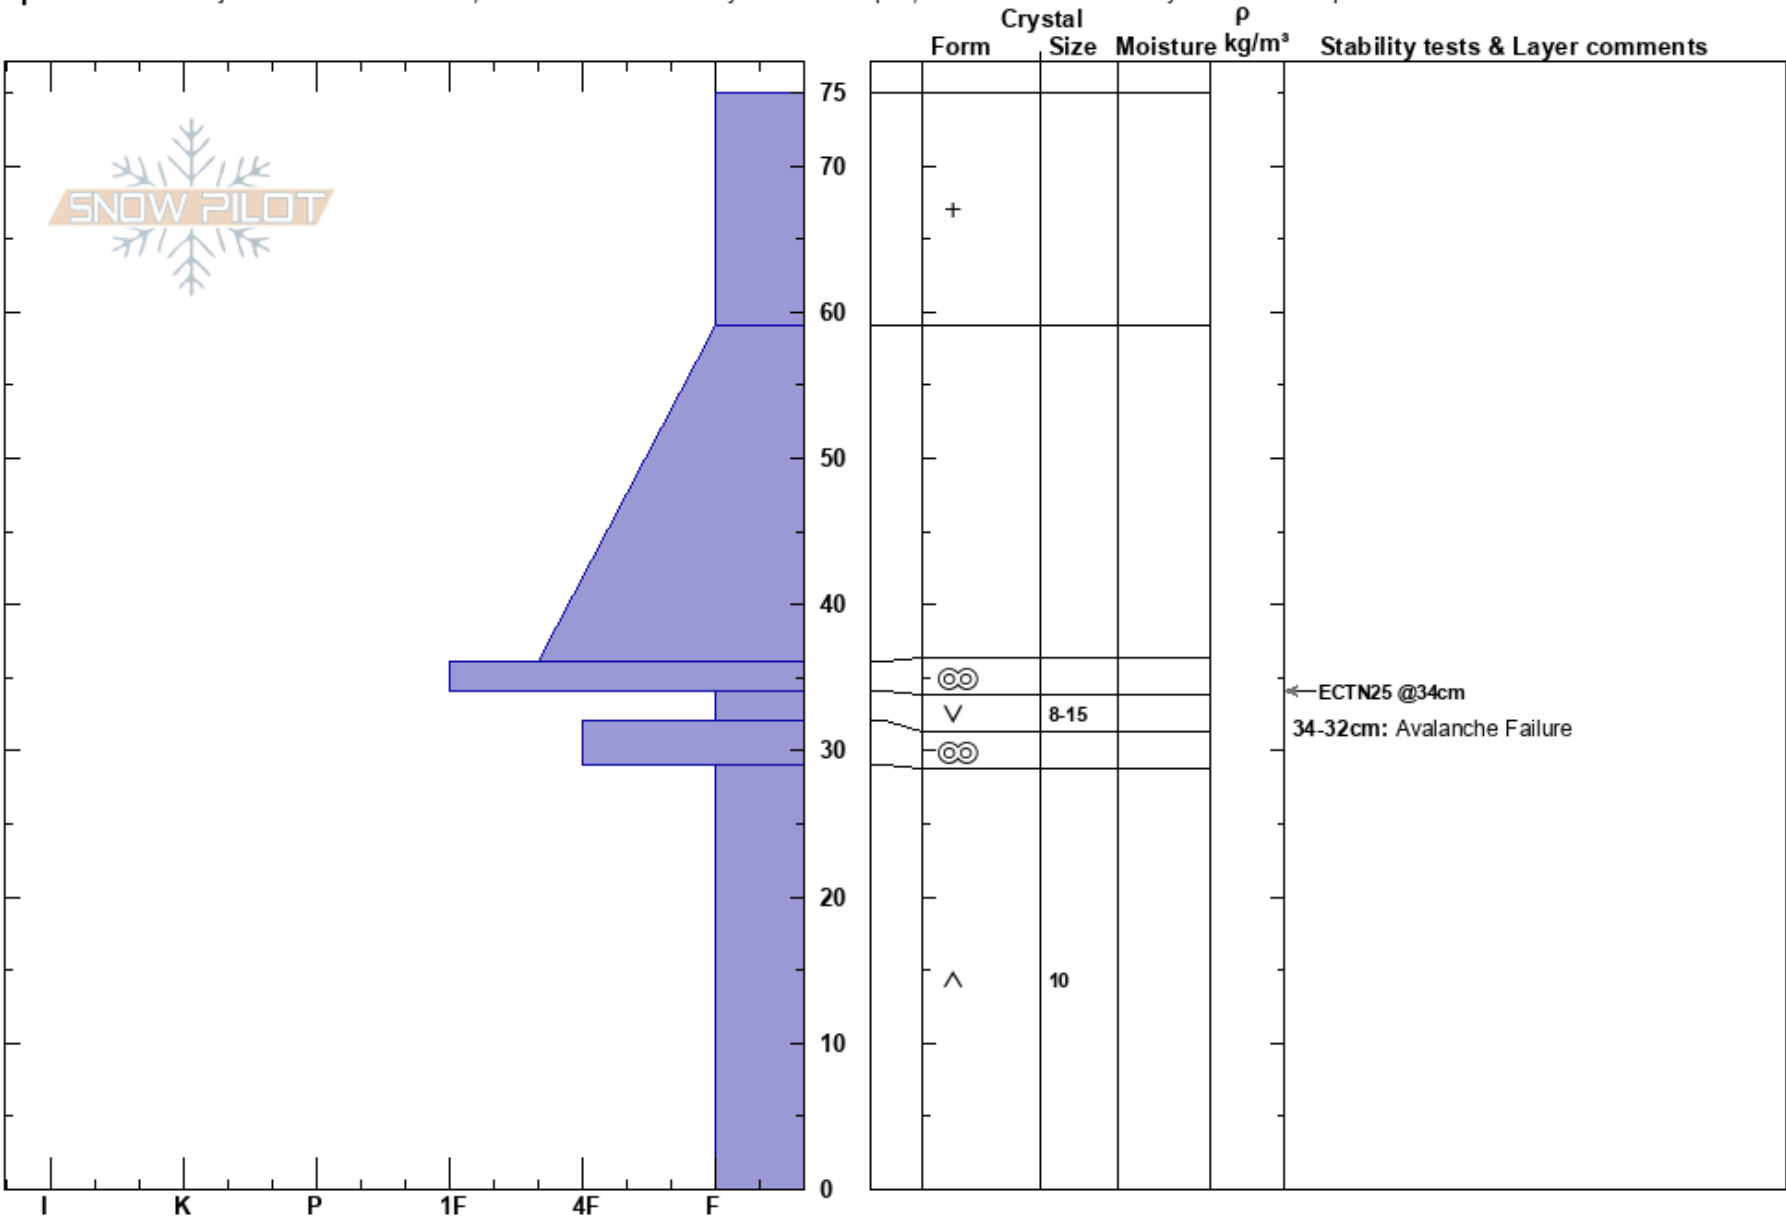 Crystal
ρ
Form Size Moisture kg/m³ Stability tests & Layer comments
75
SNOW PILOT
70
+
60
50
40
ECTN25 @34cm
8-15
34-32cm: Avalanche Failure
30
20
10
10
0
I K P 1F 4F F